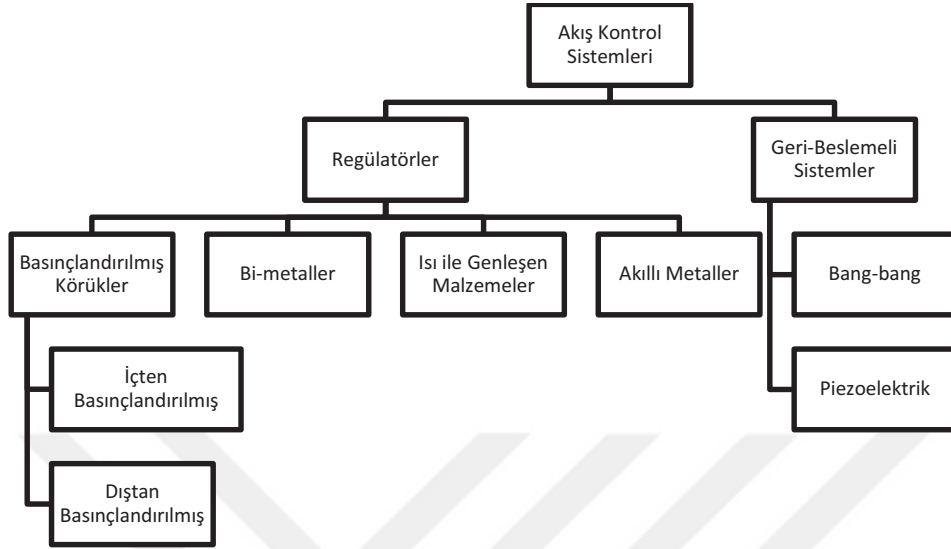 Akış Kontrol
Sistemleri
Regülatörler
Geri-Beslemeli
Sistemler
Basınçlandırılmış
Körükler
Bi-metaller
Isı ile Genleşen
Malzemeler
Akıllı Metaller
Bang-bang
İçten
Basınçlandırılmış
Piezoelektrik
Dıştan
Basınçlandırılmış